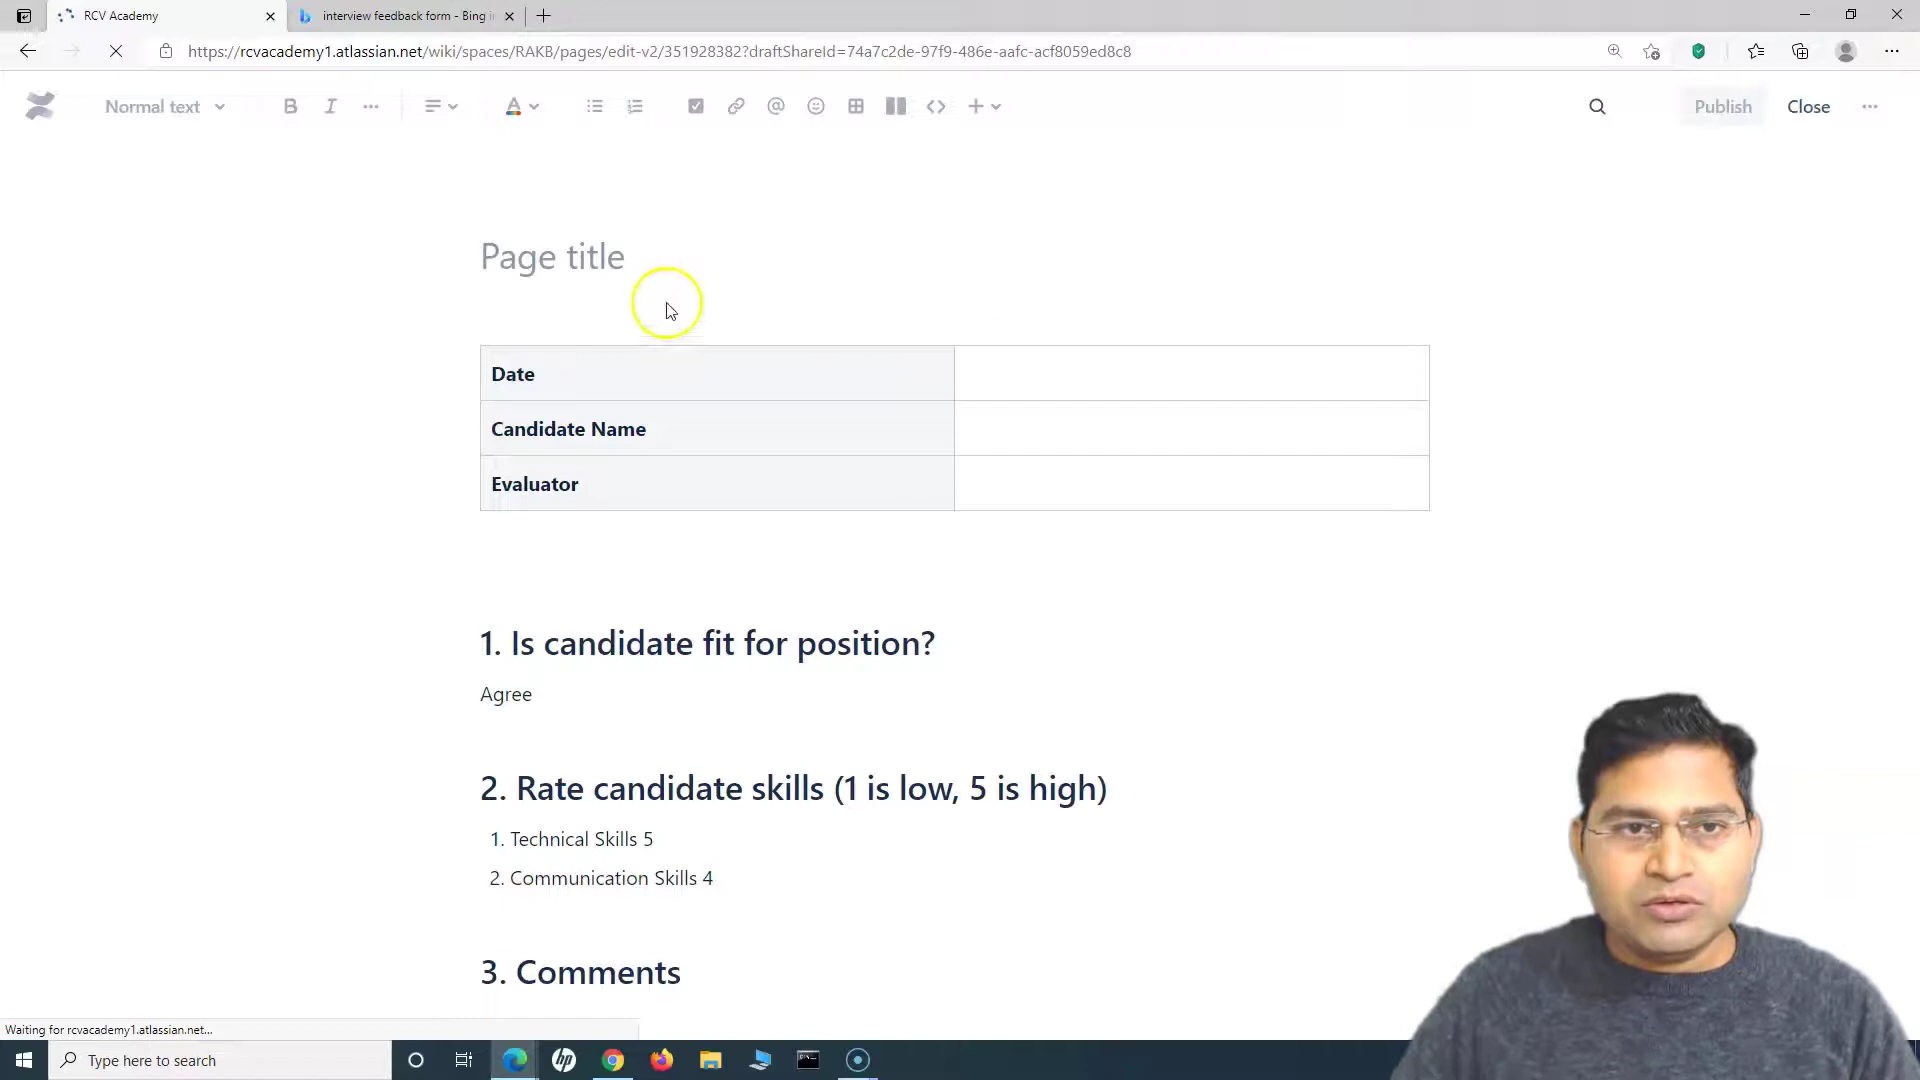 RCV Academy
interview feedback form - Bing i
https://rcvacademy1.atlassian.net/wiki/spaces/RAKB/pages/edit-v2/351928382?draftShareId=74a7c2de-97f9-486e-aafc-acf8059ed8c8
Normal text
Publish
Close
Page title
Date
Candidate Name
Evaluator
1. Is candidate fit for position?
Agree
2. Rate candidate skills (1 is low, 5 is high)
1. Technical Skills 5
2. Communication Skills 4
3. Comments
Waiting for rcvacademy1.atlassian.net...
Type here to search